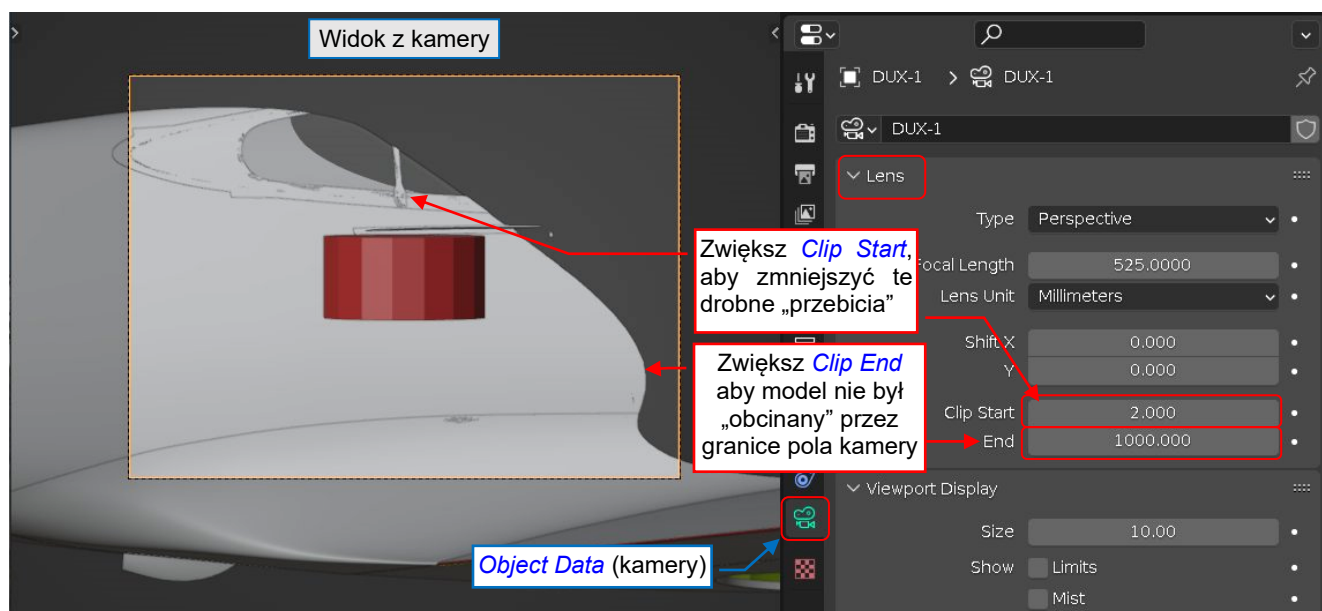 Widok z kamery
DUX-1 > DUX-1
DUX-1
Lens
Type Perspective
Focal Length 525.0000
Lens Unit Millimeters
Shift X 0.000
Y 0.000
Clip Start 2.000
End 1000.000
Viewport Display
Size 10.00
Show Limits
Mist
Zwiększ Clip Start,
aby zmniejszyć te
drobne „przebicia”
Zwiększ Clip End
aby model nie był
„obcinany” przez
granice pola kamery
Object Data (kamery)